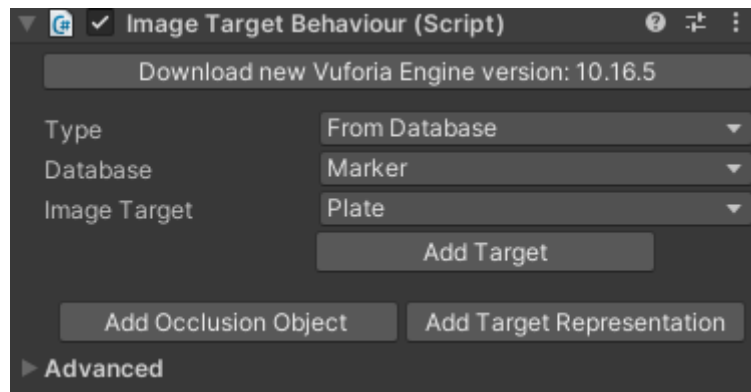 Image Target Behaviour (Script)
Download new Vuforia Engine version: 10.16.5
Type From Database
Database Marker
Image Target Plate
Add Target
Add Occlusion Object Add Target Representation
Advanced